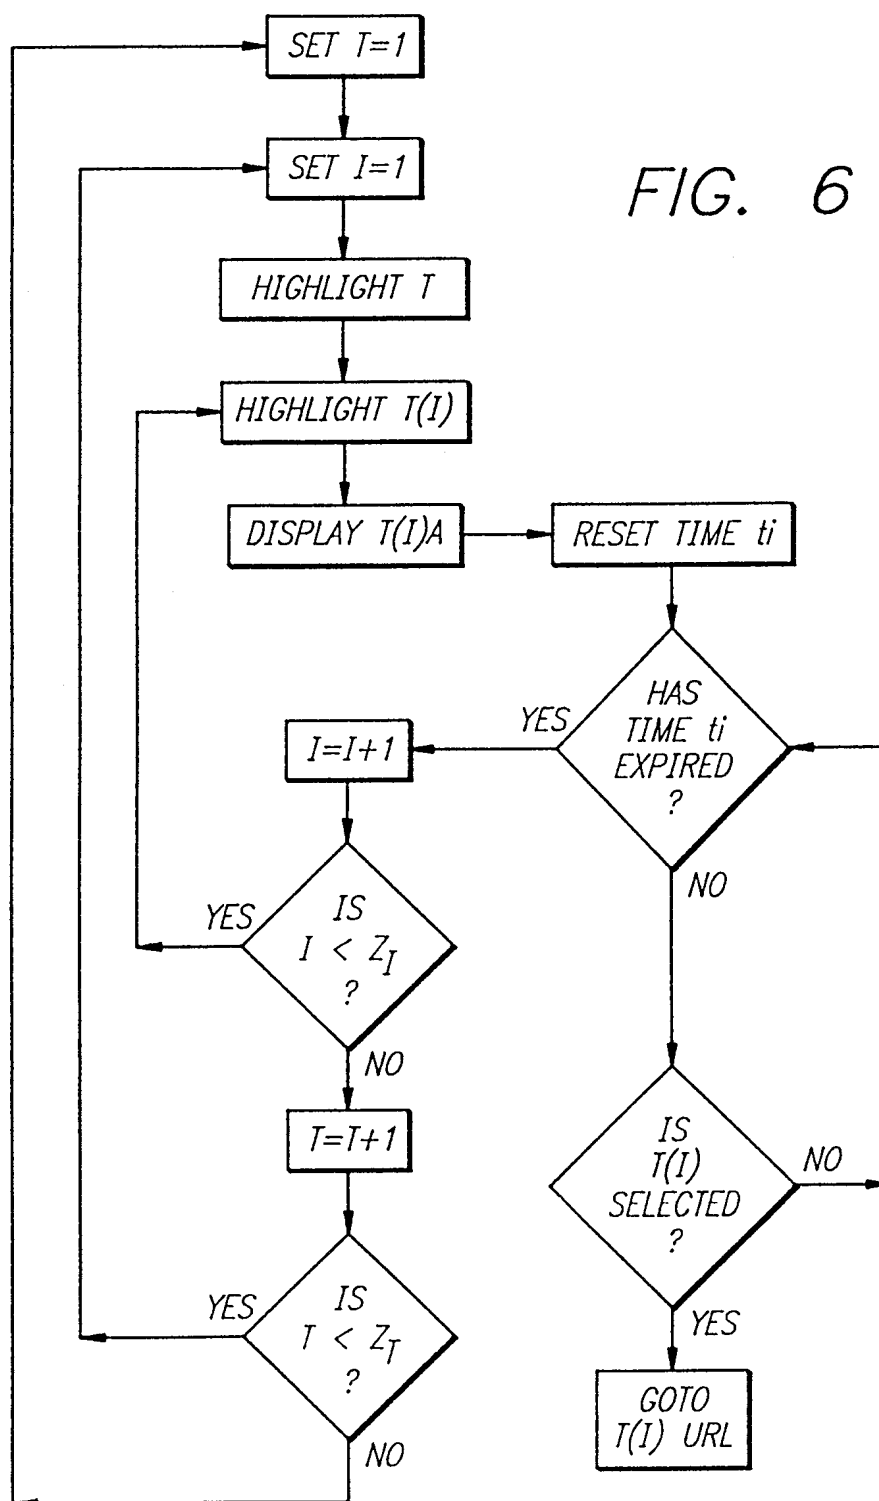 SET T=1
SET I=1
FIG. 6
HIGHLIGHT T
HIGHLIGHT T(I)
DISPLAY T(I)A
RESET TIME ti
HAS
TIME ti
EXPIRED
?
YES
NO
I=I+1
IS
I < Z_I
?
YES
NO
T=T+1
IS
T(I)
SELECTED
?
NO
YES
IS
T < Z_T
?
YES
NO
GOTO
T(I) URL